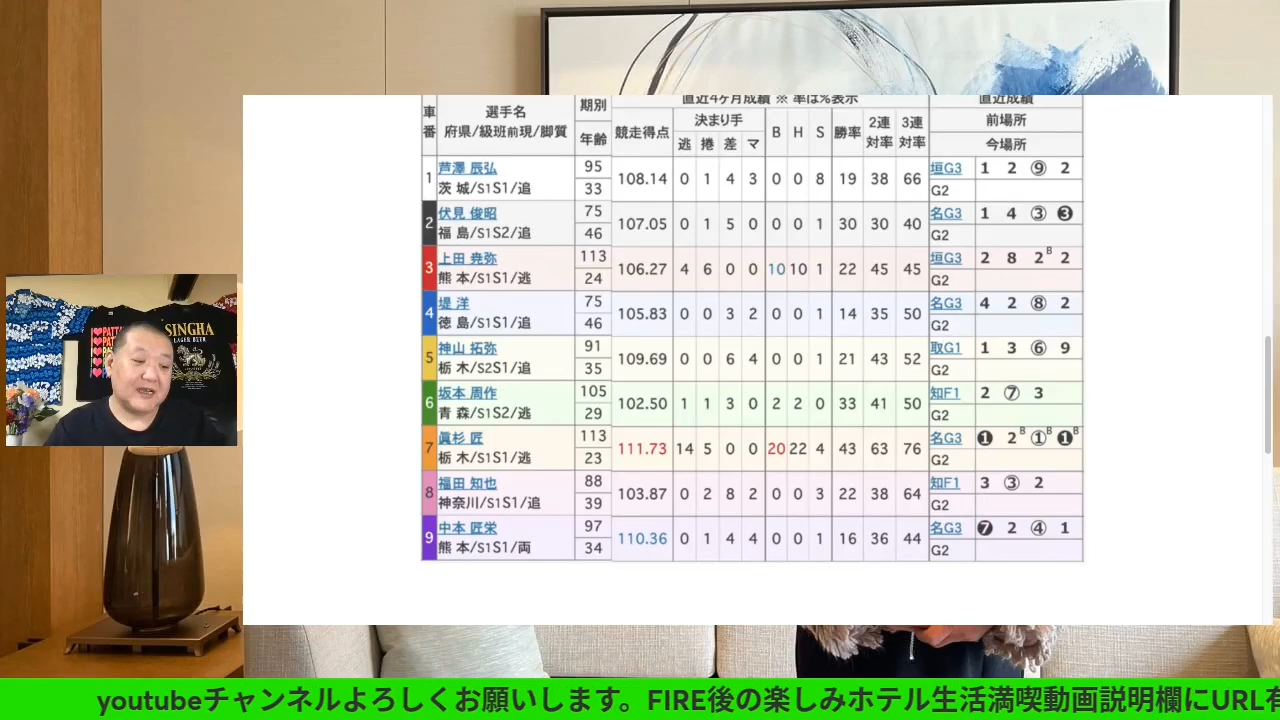 直近4ヶ月成績 ※ 率は%表示 直近成績
車番 選手名 府県/級班前現/脚質 期別 年齢 競走得点 決まり手 逃 捲 差 マ B H S 勝率 2連対率 3連対率 前場所 今場所
1 芦澤 辰弘 95 108.14 0 1 4 3 0 0 8 19 38 66 垣G3 1 2 ⑨ 2
茨 城/S1S1/追 33 G2
2 伏見 俊昭 75 107.05 0 1 5 0 0 0 1 30 30 40 名G3 1 4 ③ ❸
福 島/S1S2/追 46 G2
3 上田 尭弥 113 106.27 4 6 0 0 10 10 1 22 45 45 垣G3 2 8 2B 2
熊 本/S1S1/逃 24 G2
4 堤 洋 75 105.83 0 0 3 2 0 0 1 14 35 50 名G3 4 2 ⑧ 2
徳 島/S1S1/追 46 G2
5 神山 拓弥 91 109.69 0 0 6 4 0 0 1 21 43 52 取G1 1 3 ⑥ 9
栃 木/S2S1/追 35 G2
6 坂本 周作 105 102.50 1 1 3 0 2 2 0 33 41 50 知F1 2 ⑦ 3
青 森/S1S2/逃 29 G2
7 眞杉 匠 113 111.73 14 5 0 0 20 22 4 43 63 76 名G3 ❶ 2B ①B ❶B
栃 木/S1S1/逃 23 G2
8 福田 知也 88 103.87 0 2 8 2 0 0 3 22 38 64 知F1 3 ③ 2
神奈川/S1S1/追 39 G2
9 中本 匠栄 97 110.36 0 1 4 4 0 0 1 16 36 44 名G3 ❼ 2 ④ 1
熊 本/S1S1/両 34 G2
SINGHA
LAGER BEER
youtubeチャンネルよろしくお願いします。FIRE後の楽しみホテル生活満喫動画説明欄にURL有